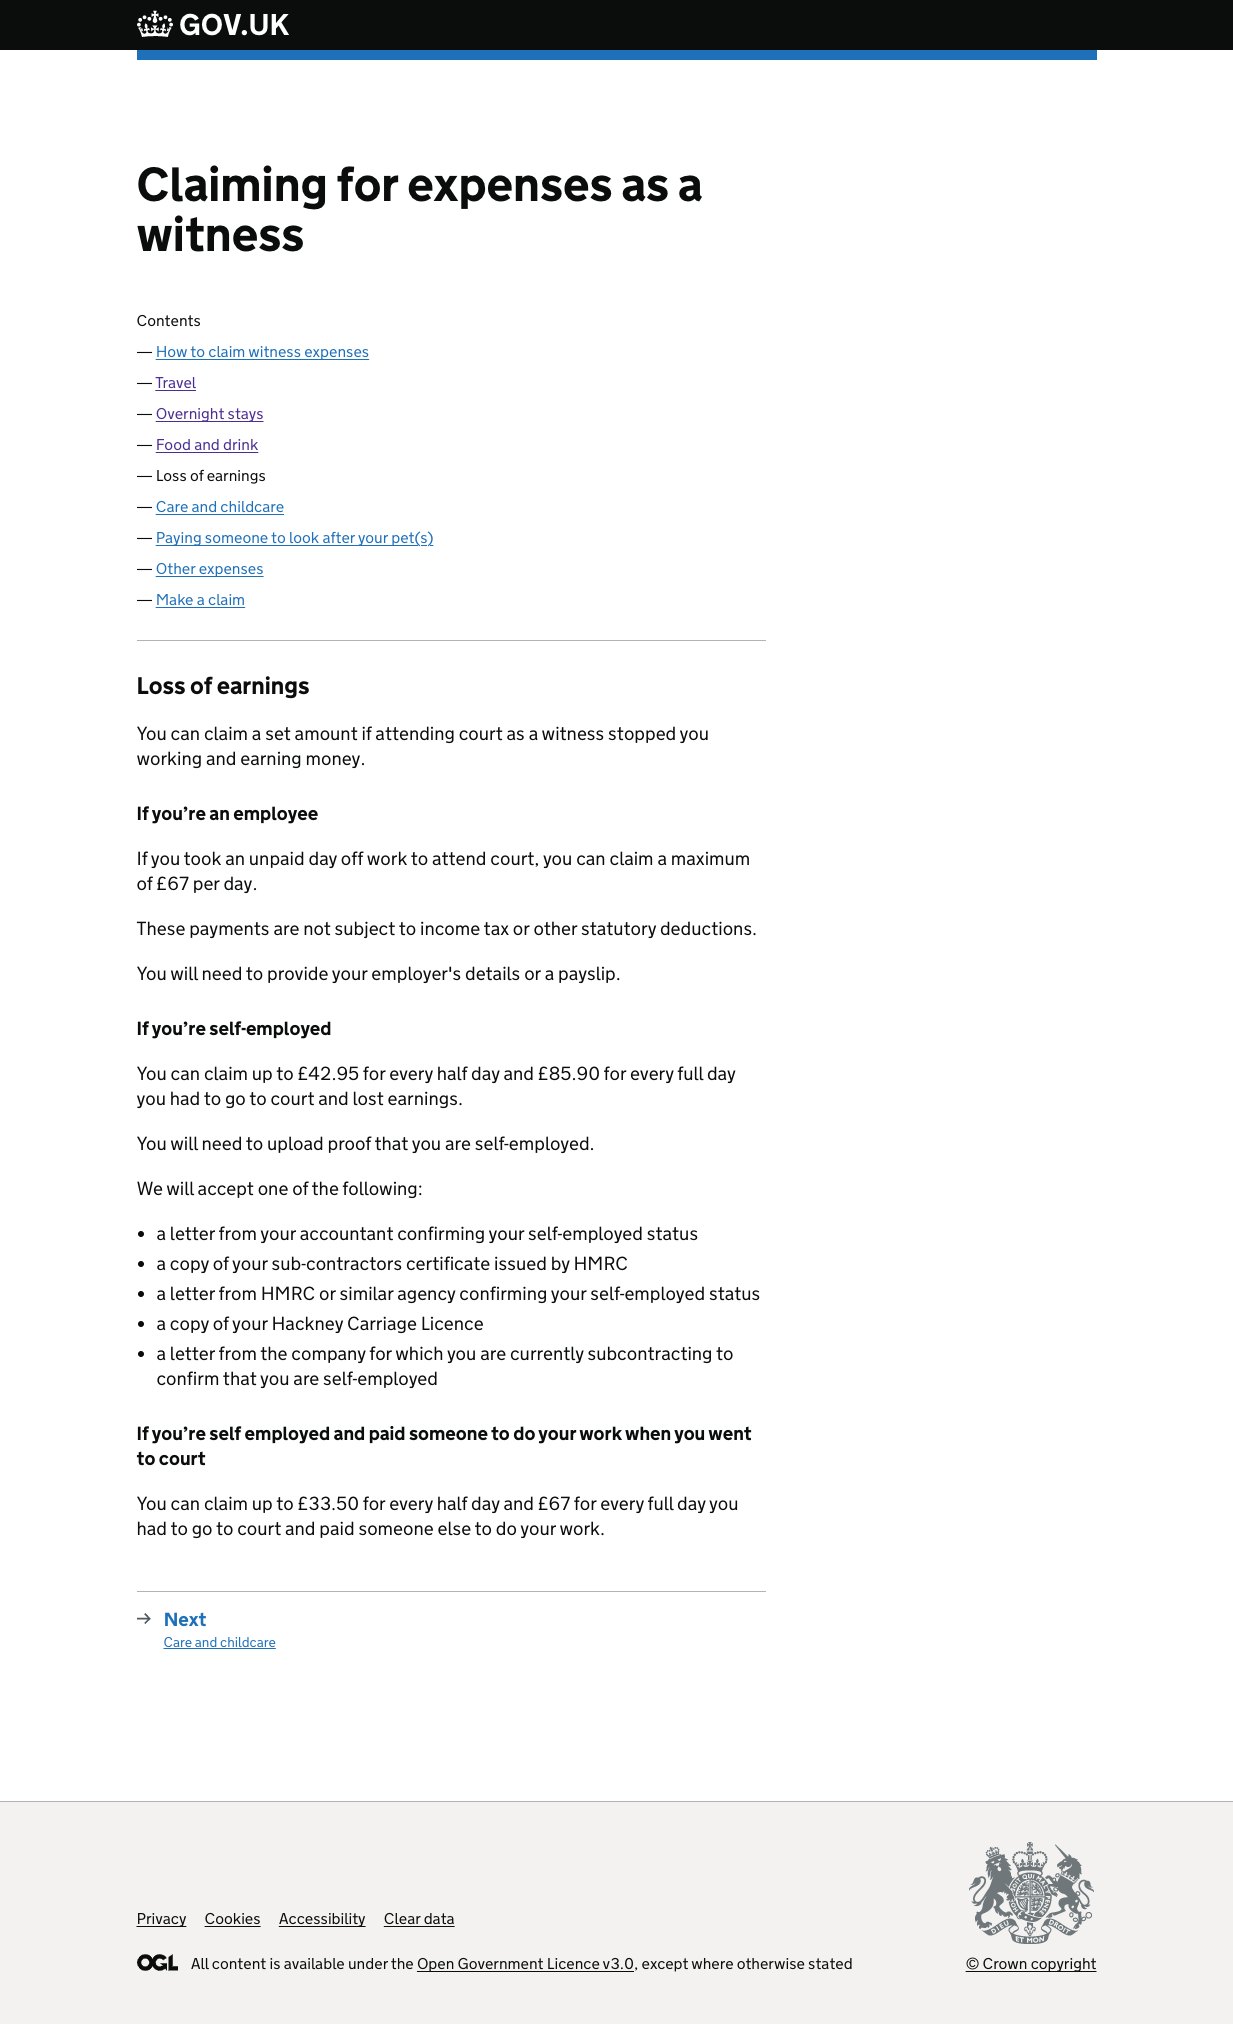 GOV.UK
Claiming for expenses as a
witness
Contents
— How to claim witness expenses
— Travel
— Overnight stays
— Food and drink
— Loss of earnings
— Care and childcare
— Paying someone to look after your pet(s)
— Other expenses
— Make a claim
Loss of earnings
You can claim a set amount if attending court as a witness stopped you
working and earning money.
If you’re an employee
If you took an unpaid day off work to attend court, you can claim a maximum
of £67 per day.
These payments are not subject to income tax or other statutory deductions.
You will need to provide your employer's details or a payslip.
If you’re self-employed
You can claim up to £42.95 for every half day and £85.90 for every full day
you had to go to court and lost earnings.
You will need to upload proof that you are self-employed.
We will accept one of the following:
• a letter from your accountant confirming your self-employed status
• a copy of your sub-contractors certificate issued by HMRC
• a letter from HMRC or similar agency confirming your self-employed status
• a copy of your Hackney Carriage Licence
• a letter from the company for which you are currently subcontracting to
confirm that you are self-employed
If you’re self employed and paid someone to do your work when you went
to court
You can claim up to £33.50 for every half day and £67 for every full day you
had to go to court and paid someone else to do your work.
→ Next
Care and childcare
Privacy Cookies Accessibility Clear data
OGL All content is available under the Open Government Licence v3.0, except where otherwise stated
DIEU ET MON DROIT
© Crown copyright